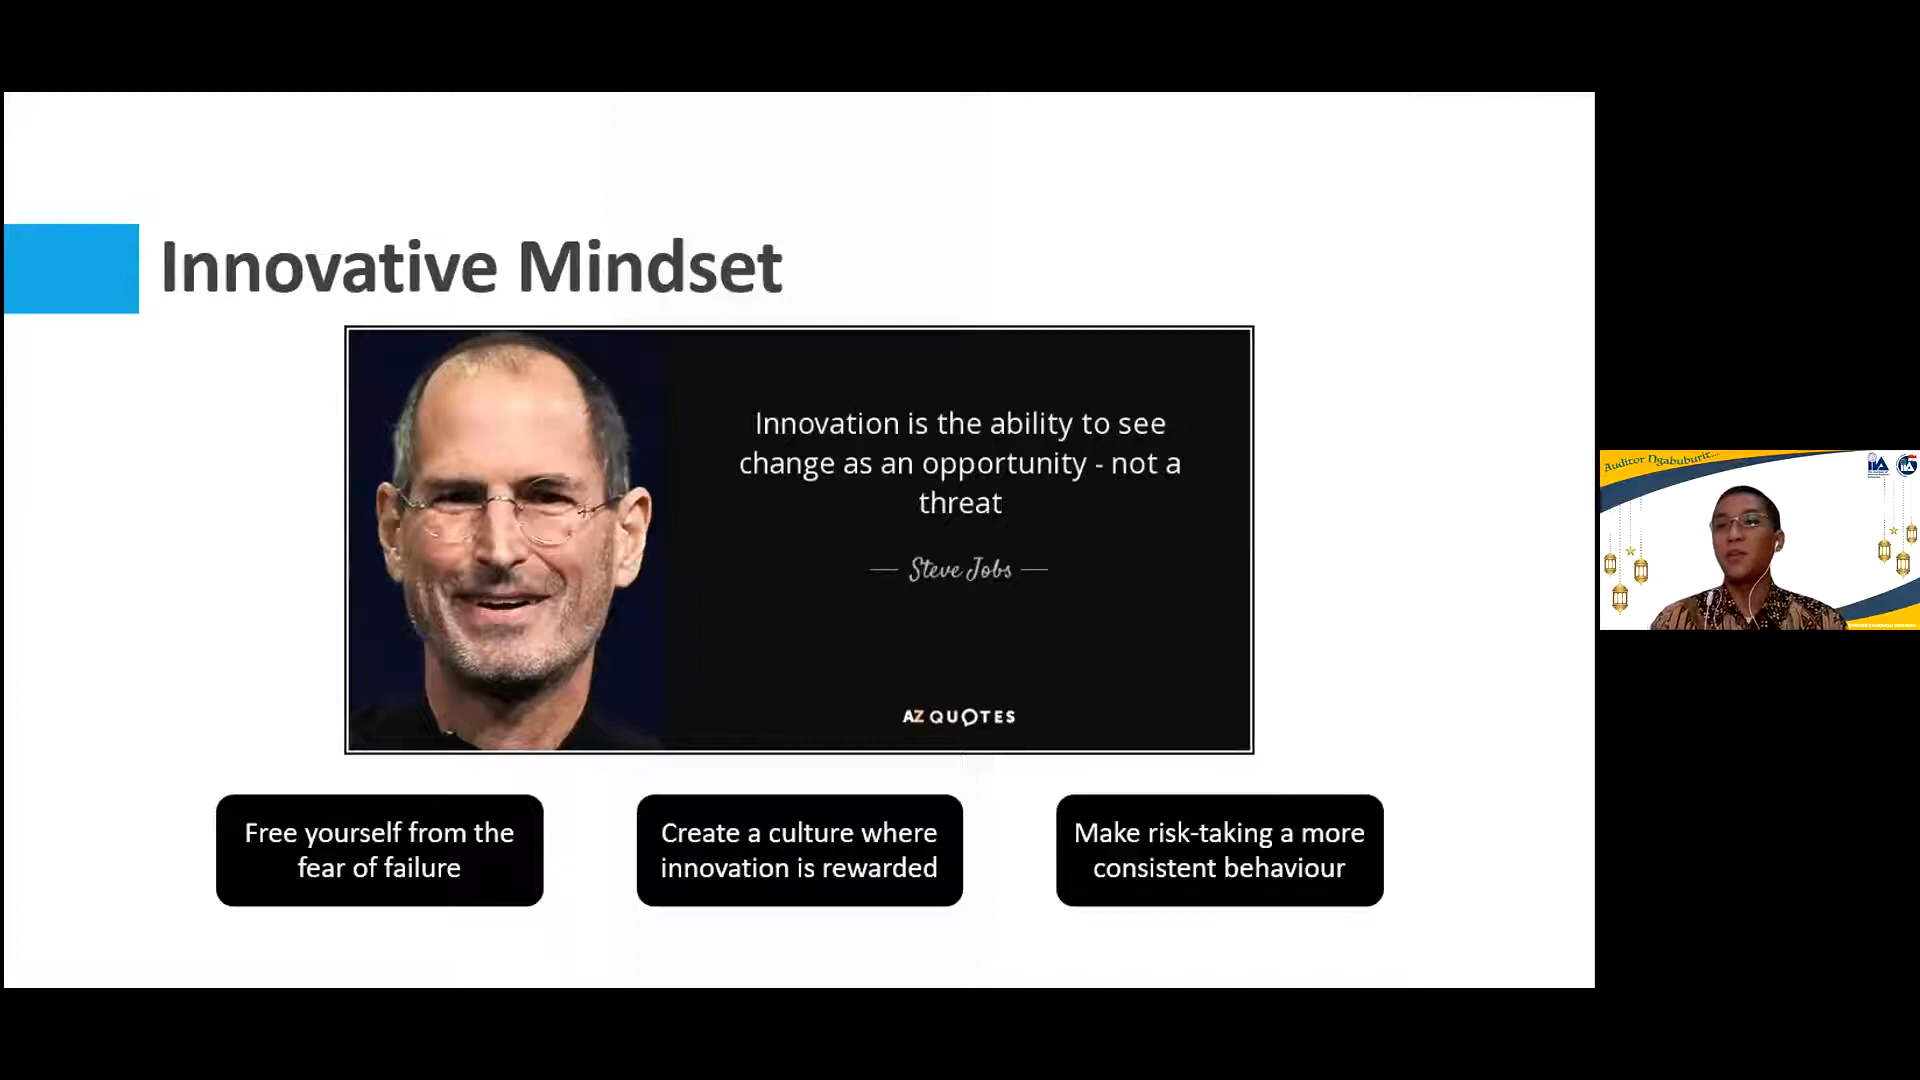 Innovative Mindset
Innovation is the ability to see
change as an opportunity - not a
threat
Steve Jobs
AZ QUOTES
Free yourself from the
fear of failure
Create a culture where
innovation is rewarded
Make risk-taking a more
consistent behaviour
Auditor Ngabuburit...
IIA